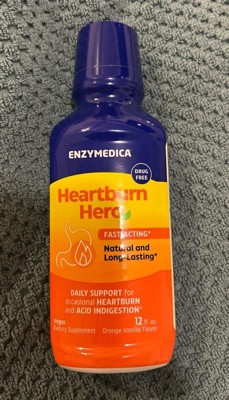 ENZYMEDICA
DRUG
FREE
Heartburn
Hero
FAST-ACTING*
Natural and
Long-Lasting*
DAILY SUPPORT for
occasional HEARTBURN
and ACID INDIGESTION*
Vegan
Dietary Supplement
12 fl oz
Orange Vanilla Flavor